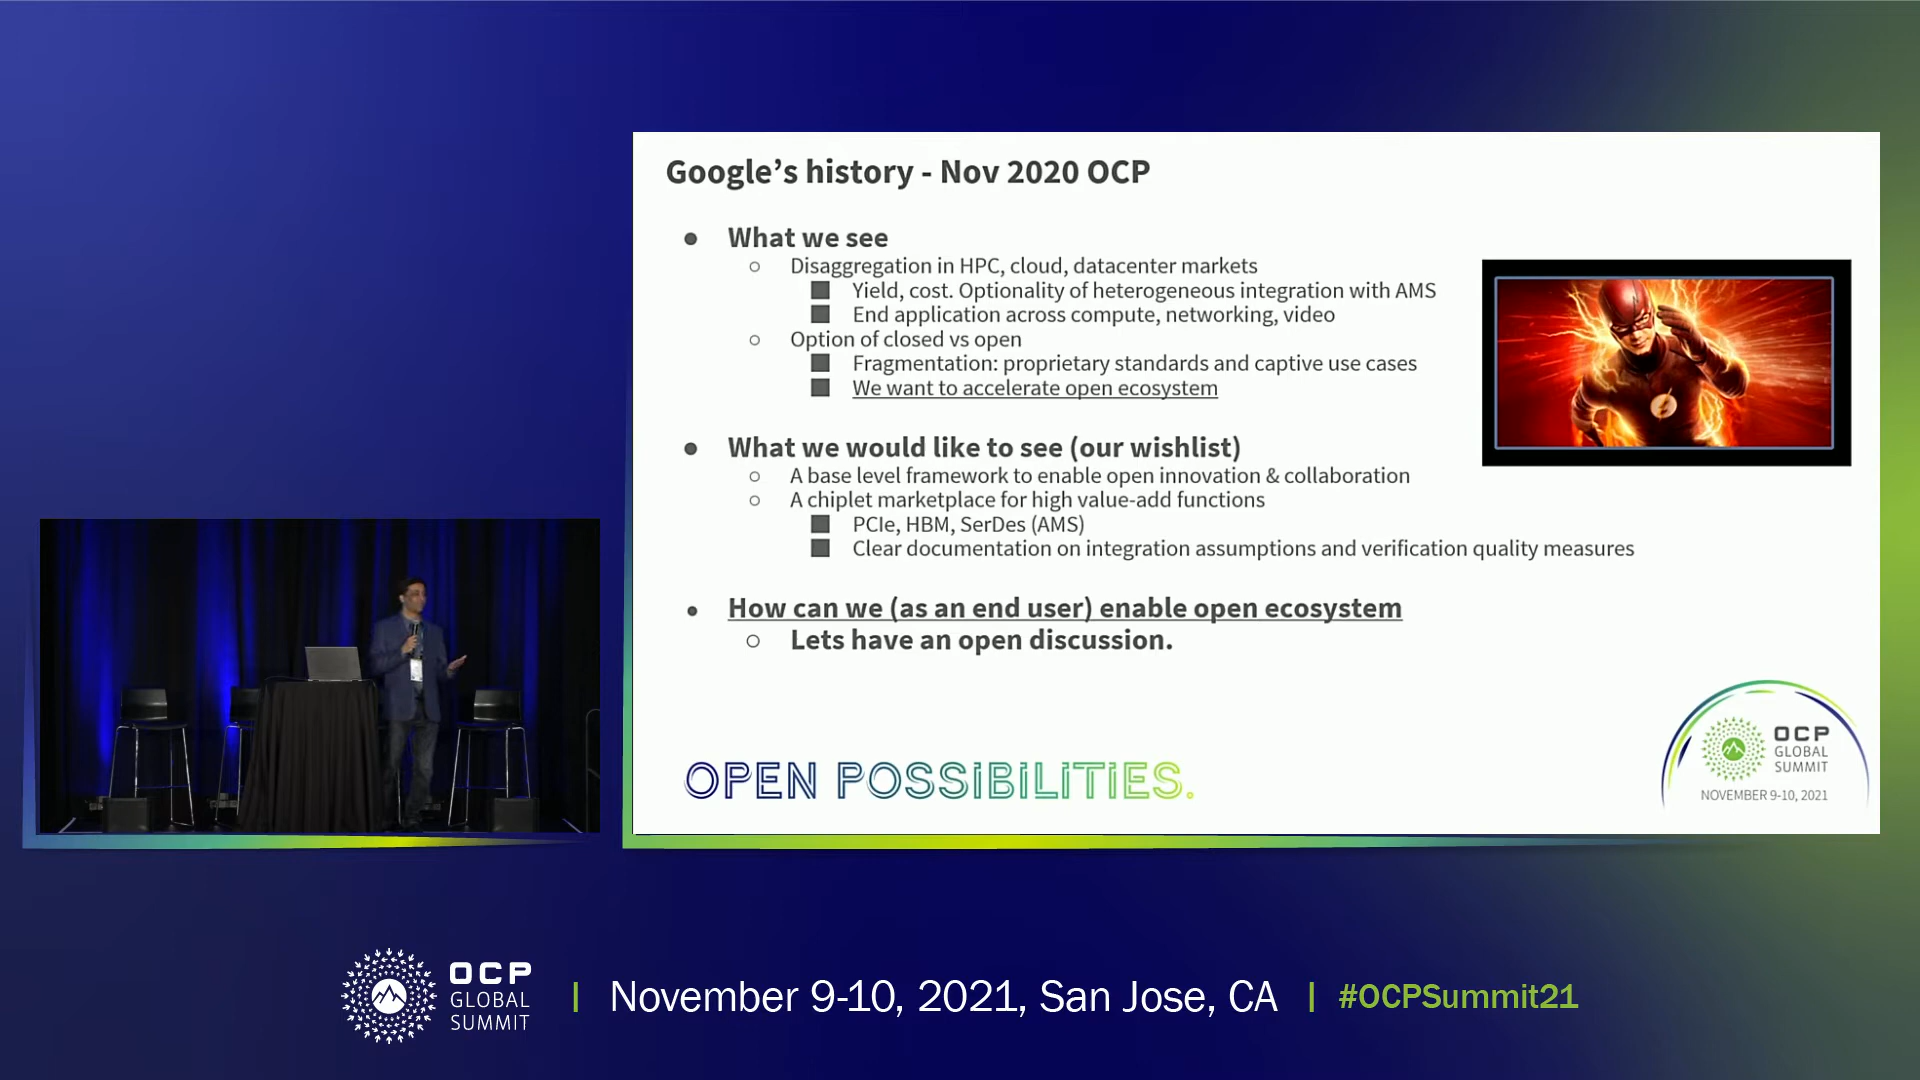 Google's history - Nov 2020 OCP
● What we see
○ Disaggregation in HPC, cloud, datacenter markets
■ Yield, cost. Optionality of heterogeneous integration with AMS
■ End application across compute, networking, video
○ Option of closed vs open
■ Fragmentation: proprietary standards and captive use cases
■ We want to accelerate open ecosystem
● What we would like to see (our wishlist)
○ A base level framework to enable open innovation & collaboration
○ A chiplet marketplace for high value-add functions
■ PCIe, HBM, SerDes (AMS)
■ Clear documentation on integration assumptions and verification quality measures
● How can we (as an end user) enable open ecosystem
○ Lets have an open discussion.
OPEN POSSIBILITIES.
OCP
GLOBAL
SUMMIT
NOVEMBER 9-10, 2021
OCP
GLOBAL
SUMMIT
| November 9-10, 2021, San Jose, CA | #OCPSummit21